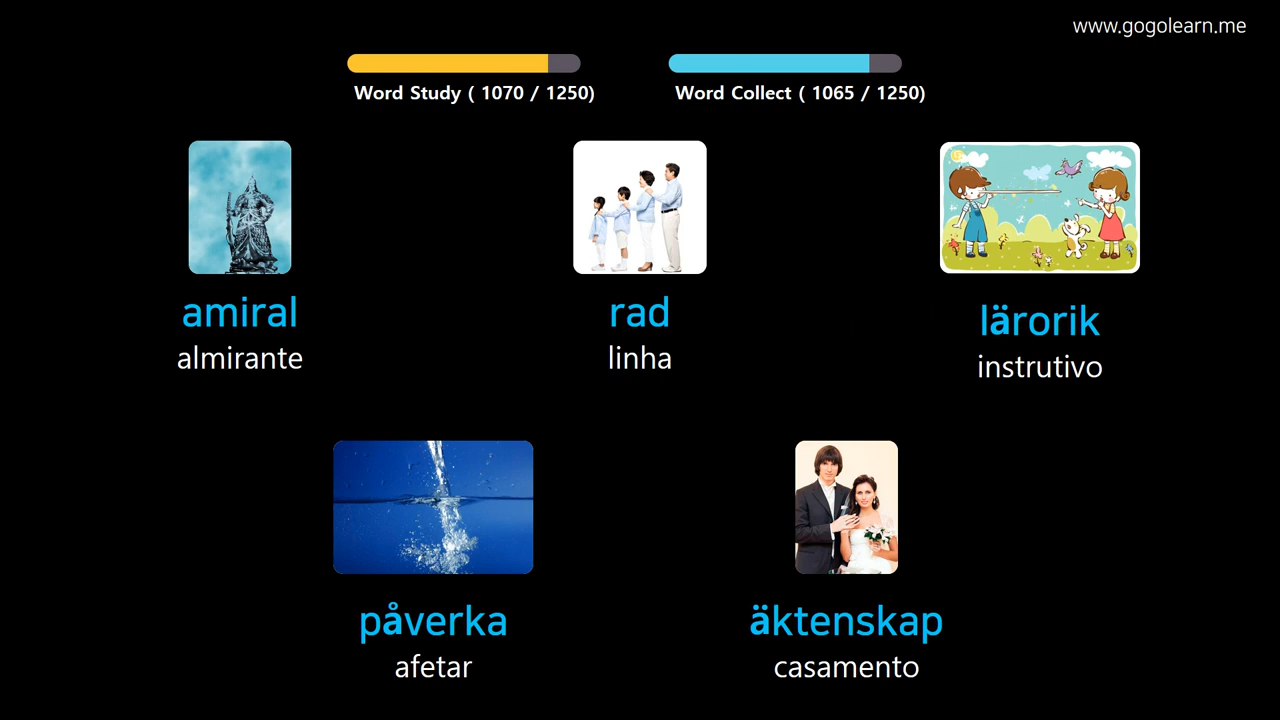 www.gogolearn.me
Word Study ( 1070 / 1250)
Word Collect ( 1065 / 1250)
amiral
almirante
rad
linha
lärorik
instrutivo
påverka
afetar
äktenskap
casamento